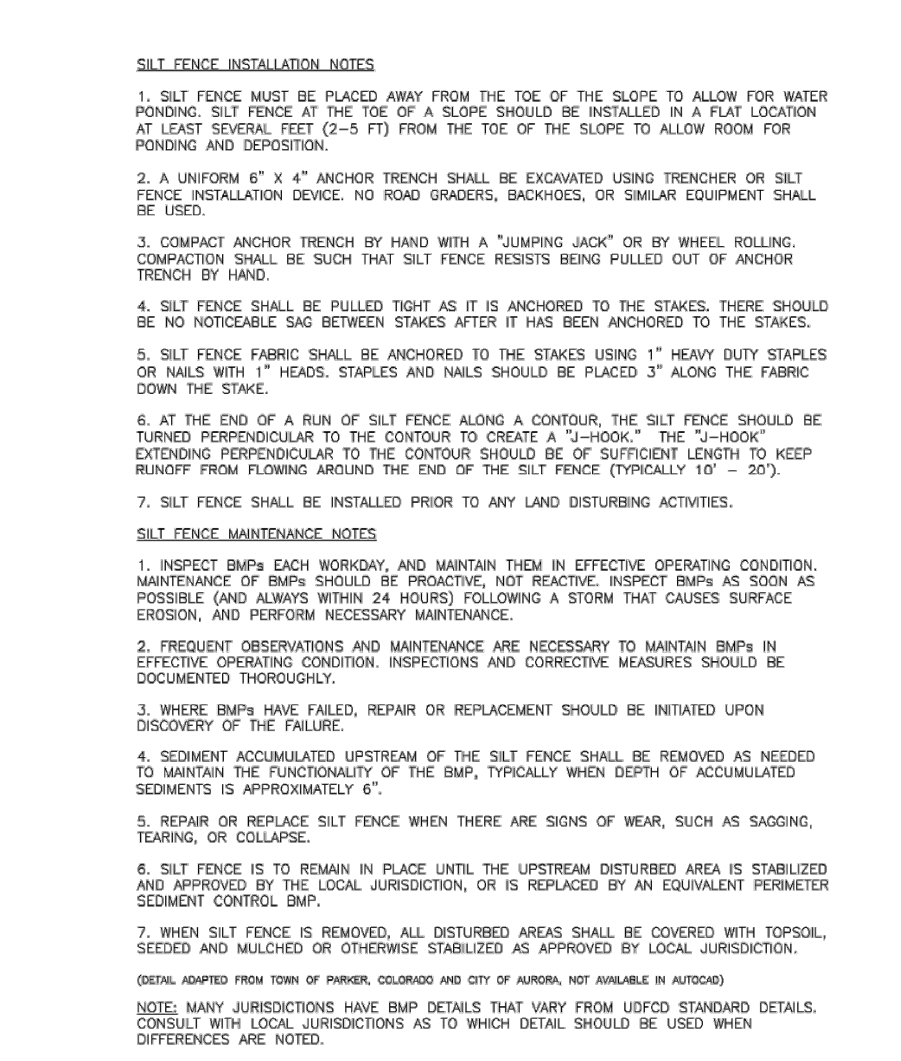 SILT FENCE INSTALLATION NOTES
1. SILT FENCE MUST BE PLACED AWAY FROM THE TOE OF THE SLOPE TO ALLOW FOR WATER
PONDING. SILT FENCE AT THE TOE OF A SLOPE SHOULD BE INSTALLED IN A FLAT LOCATION
AT LEAST SEVERAL FEET (2-5 FT) FROM THE TOE OF THE SLOPE TO ALLOW ROOM FOR
PONDING AND DEPOSITION.
2. A UNIFORM 6" X 4" ANCHOR TRENCH SHALL BE EXCAVATED USING TRENCHER OR SILT
FENCE INSTALLATION DEVICE. NO ROAD GRADERS, BACKHOES, OR SIMILAR EQUIPMENT SHALL
BE USED.
3. COMPACT ANCHOR TRENCH BY HAND WITH A "JUMPING JACK" OR BY WHEEL ROLLING.
COMPACTION SHALL BE SUCH THAT SILT FENCE RESISTS BEING PULLED OUT OF ANCHOR
TRENCH BY HAND.
4. SILT FENCE SHALL BE PULLED TIGHT AS IT IS ANCHORED TO THE STAKES. THERE SHOULD
BE NO NOTICEABLE SAG BETWEEN STAKES AFTER IT HAS BEEN ANCHORED TO THE STAKES.
5. SILT FENCE FABRIC SHALL BE ANCHORED TO THE STAKES USING 1" HEAVY DUTY STAPLES
OR NAILS WITH 1" HEADS. STAPLES AND NAILS SHOULD BE PLACED 3" ALONG THE FABRIC
DOWN THE STAKE.
6. AT THE END OF A RUN OF SILT FENCE ALONG A CONTOUR, THE SILT FENCE SHOULD BE
TURNED PERPENDICULAR TO THE CONTOUR TO CREATE A "J-HOOK." THE "J-HOOK"
EXTENDING PERPENDICULAR TO THE CONTOUR SHOULD BE OF SUFFICIENT LENGTH TO KEEP
RUNOFF FROM FLOWING AROUND THE END OF THE SILT FENCE (TYPICALLY 10' - 20').
7. SILT FENCE SHALL BE INSTALLED PRIOR TO ANY LAND DISTURBING ACTIVITIES.
SILT FENCE MAINTENANCE NOTES
1. INSPECT BMPs EACH WORKDAY, AND MAINTAIN THEM IN EFFECTIVE OPERATING CONDITION.
MAINTENANCE OF BMPs SHOULD BE PROACTIVE, NOT REACTIVE. INSPECT BMPs AS SOON AS
POSSIBLE (AND ALWAYS WITHIN 24 HOURS) FOLLOWING A STORM THAT CAUSES SURFACE
EROSION, AND PERFORM NECESSARY MAINTENANCE.
2. FREQUENT OBSERVATIONS AND MAINTENANCE ARE NECESSARY TO MAINTAIN BMPs IN
EFFECTIVE OPERATING CONDITION. INSPECTIONS AND CORRECTIVE MEASURES SHOULD BE
DOCUMENTED THOROUGHLY.
3. WHERE BMPs HAVE FAILED, REPAIR OR REPLACEMENT SHOULD BE INITIATED UPON
DISCOVERY OF THE FAILURE.
4. SEDIMENT ACCUMULATED UPSTREAM OF THE SILT FENCE SHALL BE REMOVED AS NEEDED
TO MAINTAIN THE FUNCTIONALITY OF THE BMP, TYPICALLY WHEN DEPTH OF ACCUMULATED
SEDIMENTS IS APPROXIMATELY 6".
5. REPAIR OR REPLACE SILT FENCE WHEN THERE ARE SIGNS OF WEAR, SUCH AS SAGGING,
TEARING, OR COLLAPSE.
6. SILT FENCE IS TO REMAIN IN PLACE UNTIL THE UPSTREAM DISTURBED AREA IS STABILIZED
AND APPROVED BY THE LOCAL JURISDICTION, OR IS REPLACED BY AN EQUIVALENT PERIMETER
SEDIMENT CONTROL BMP.
7. WHEN SILT FENCE IS REMOVED, ALL DISTURBED AREAS SHALL BE COVERED WITH TOPSOIL,
SEEDED AND MULCHED OR OTHERWISE STABILIZED AS APPROVED BY LOCAL JURISDICTION.
(DETAIL ADAPTED FROM TOWN OF PARKER, COLORADO AND CITY OF AURORA, NOT AVAILABLE IN AUTOCAD)
NOTE: MANY JURISDICTIONS HAVE BMP DETAILS THAT VARY FROM UDFCD STANDARD DETAILS.
CONSULT WITH LOCAL JURISDICTIONS AS TO WHICH DETAIL SHOULD BE USED WHEN
DIFFERENCES ARE NOTED.